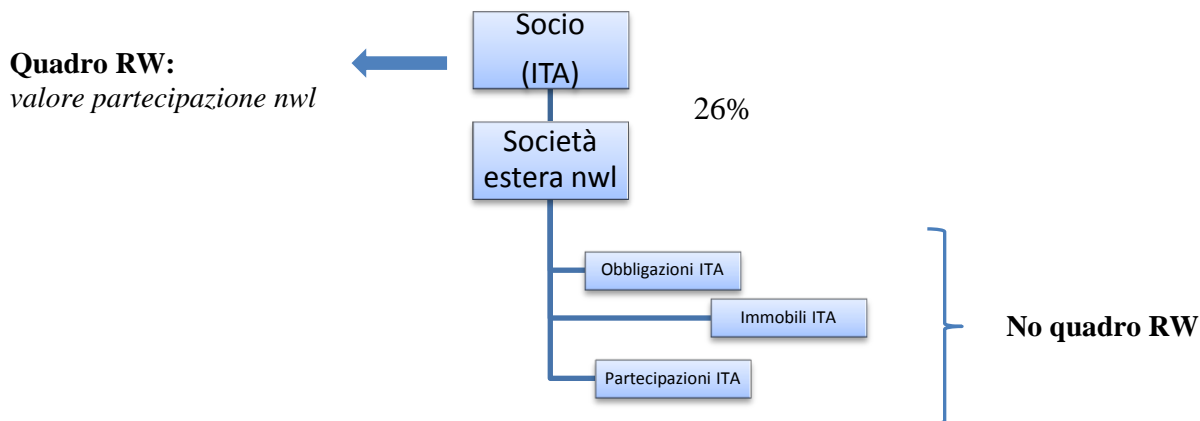 Socio
(ITA)
Quadro RW:
valore partecipazione nwl
26%
Società
estera nwl
Obbligazioni ITA
Immobili ITA
No quadro RW
Partecipazioni ITA